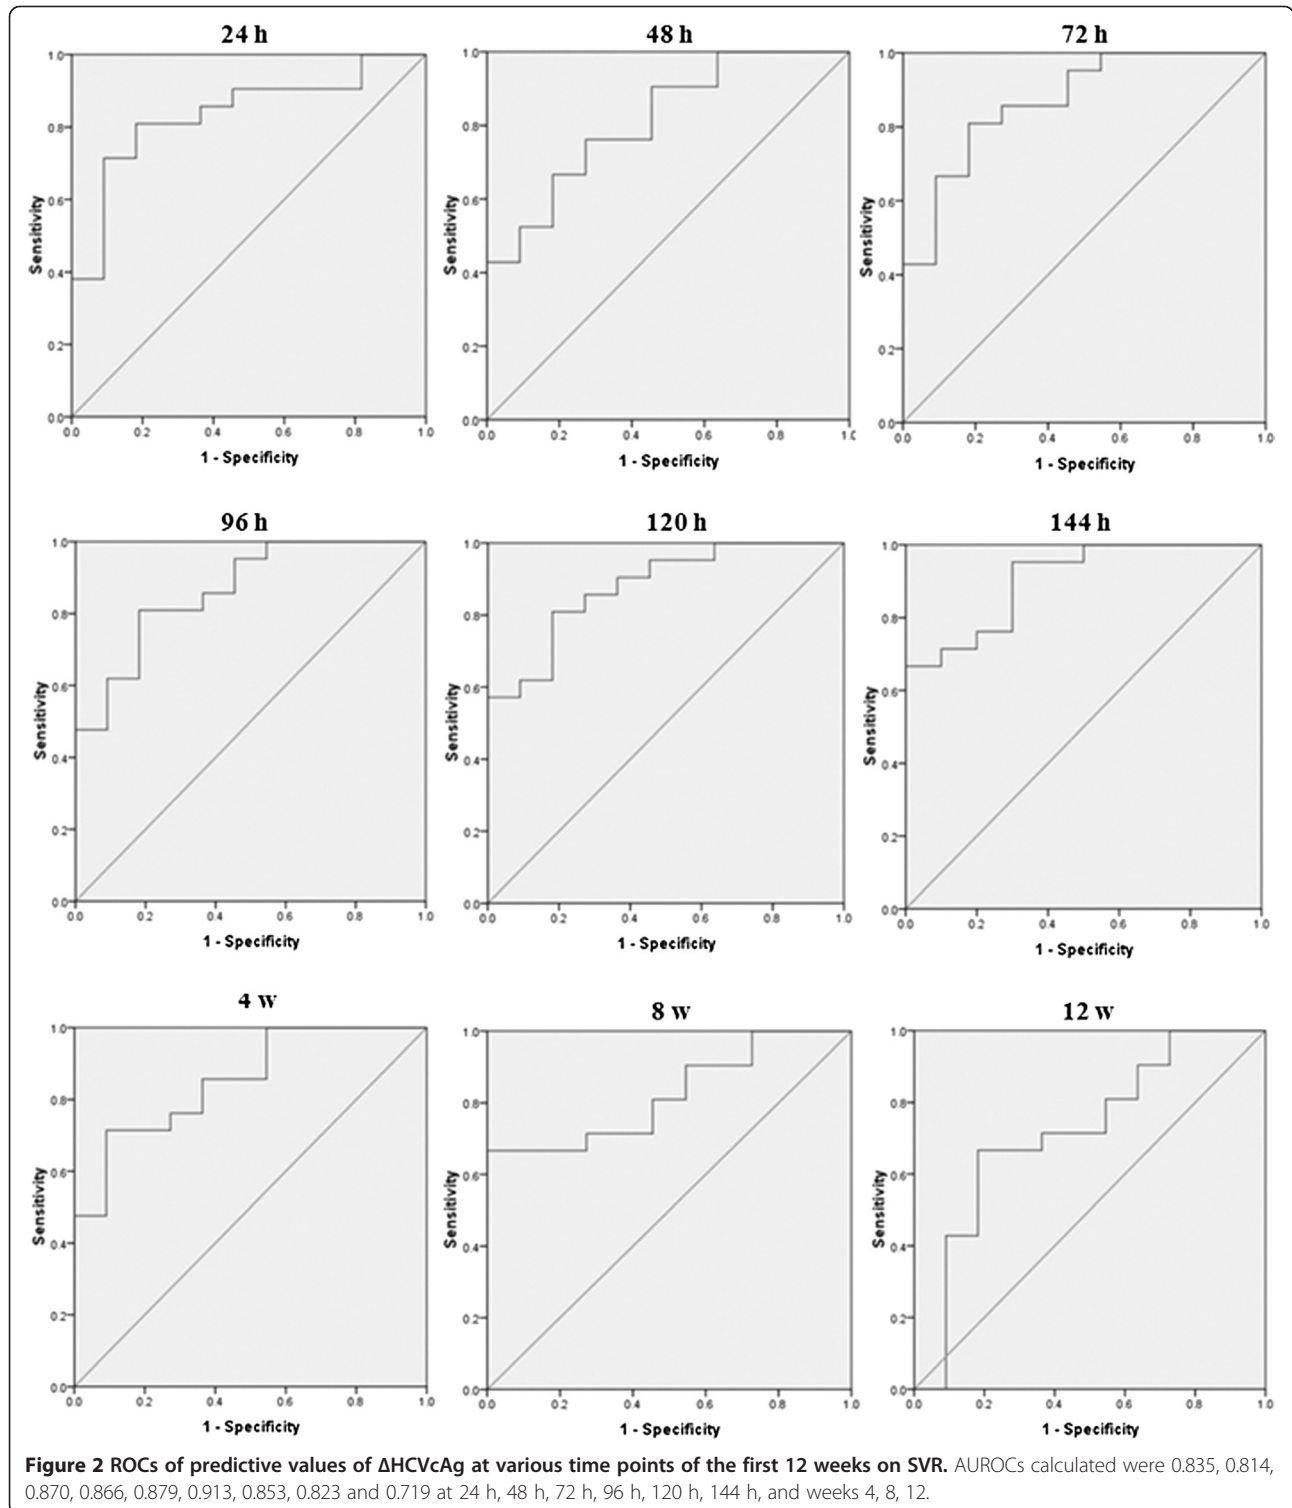 24 h
48 h
72 h
1.0
0.8
0.6
0.4
0.2
0.0
Sensitivity
0.0 0.2 0.4 0.6 0.8 1.0
1 - Specificity
1.0
0.8
0.6
0.4
0.2
0.0
Sensitivity
0.0 0.2 0.4 0.6 0.8 1.0
1 - Specificity
1.0
0.8
0.6
0.4
0.2
0.0
Sensitivity
0.0 0.2 0.4 0.6 0.8 1.0
1 - Specificity
96 h
120 h
144 h
1.0
0.8
0.6
0.4
0.2
0.0
Sensitivity
0.0 0.2 0.4 0.6 0.8 1.0
1 - Specificity
1.0
0.8
0.6
0.4
0.2
0.0
Sensitivity
0.0 0.2 0.4 0.6 0.8 1.0
1 - Specificity
1.0
0.8
0.6
0.4
0.2
0.0
Sensitivity
0.0 0.2 0.4 0.6 0.8 1.0
1 - Specificity
4 w
8 w
12 w
1.0
0.8
0.6
0.4
0.2
0.0
Sensitivity
0.0 0.2 0.4 0.6 0.8 1.0
1 - Specificity
1.0
0.8
0.6
0.4
0.2
0.0
Sensitivity
0.0 0.2 0.4 0.6 0.8 1.0
1 - Specificity
1.0
0.8
0.6
0.4
0.2
0.0
Sensitivity
0.0 0.2 0.4 0.6 0.8 1.0
1 - Specificity
Figure 2 ROCs of predictive values of ΔHCVcAg at various time points of the first 12 weeks on SVR. AUROCs calculated were 0.835, 0.814,
0.870, 0.866, 0.879, 0.913, 0.853, 0.823 and 0.719 at 24 h, 48 h, 72 h, 96 h, 120 h, 144 h, and weeks 4, 8, 12.